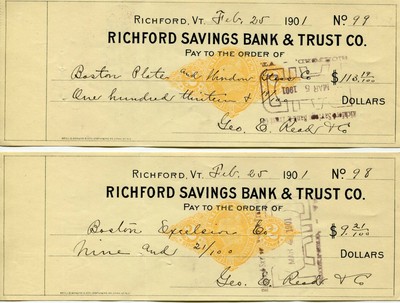 RICHFORD, VT. Feb. 25 1901 No 99
RICHFORD SAVINGS BANK & TRUST CO.
PAY TO THE ORDER OF
Boston Plate and Window Glass Co $113
One hundred thirteen & DOLLARS
MAR 6 1901
Geo. E. Read & Co
RICHFORD, VT. Feb. 25 1901 No 98
RICHFORD SAVINGS BANK & TRUST CO.
PAY TO THE ORDER OF
Boston Excelsior Co $9.21/100
Nine and 21/100 DOLLARS
Geo. E. Read & Co